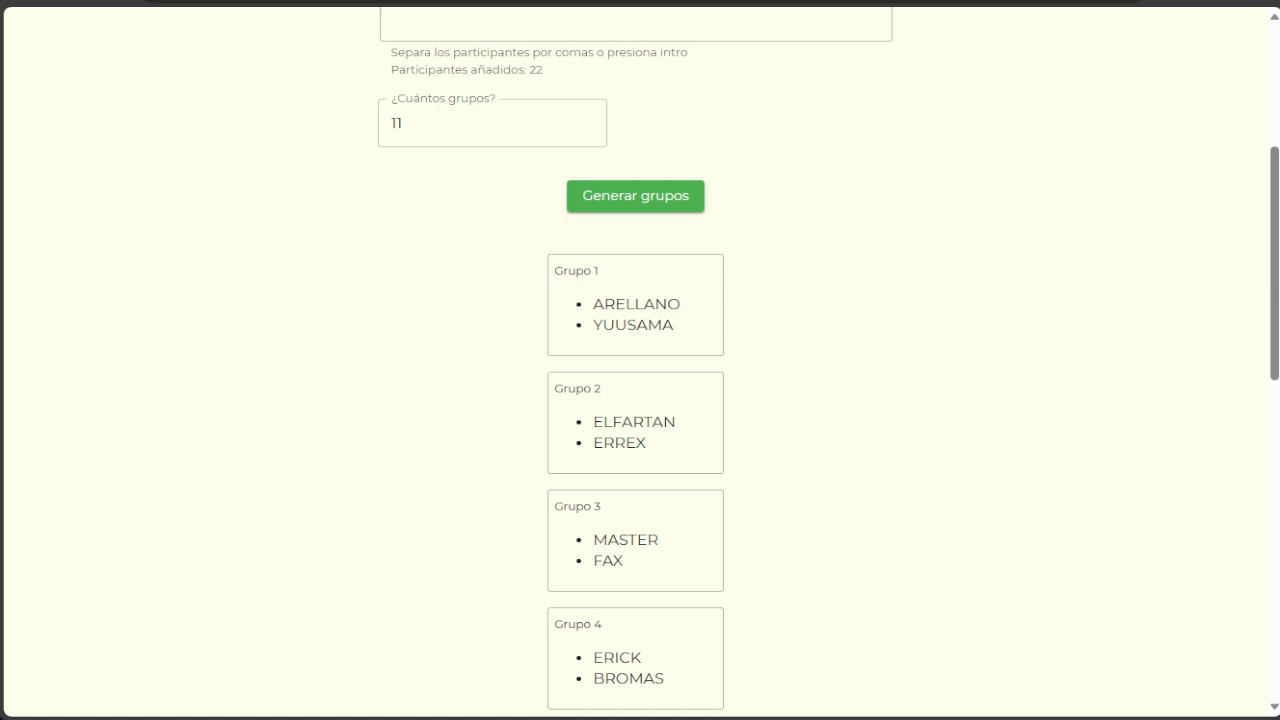 Separa los participantes por comas o presiona intro
Participantes añadidos: 22
¿Cuántos grupos?
11
Generar grupos
Grupo 1
• ARELLANO
• YUUSAMA
Grupo 2
• ELFARTAN
• ERREX
Grupo 3
• MASTER
• FAX
Grupo 4
• ERICK
• BROMAS